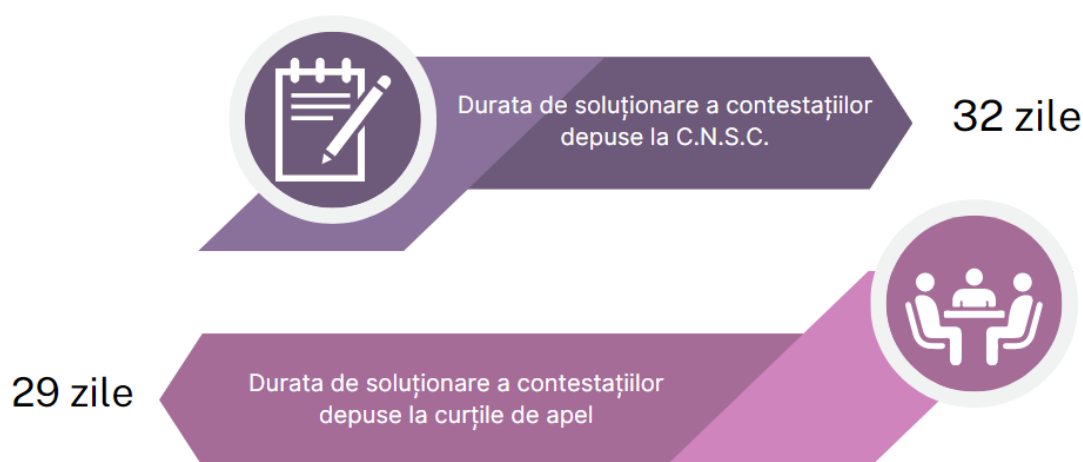 Durata de soluționare a contestațiilor
depuse la C.N.S.C.
32 zile
29 zile
Durata de soluționare a contestațiilor
depuse la curțile de apel